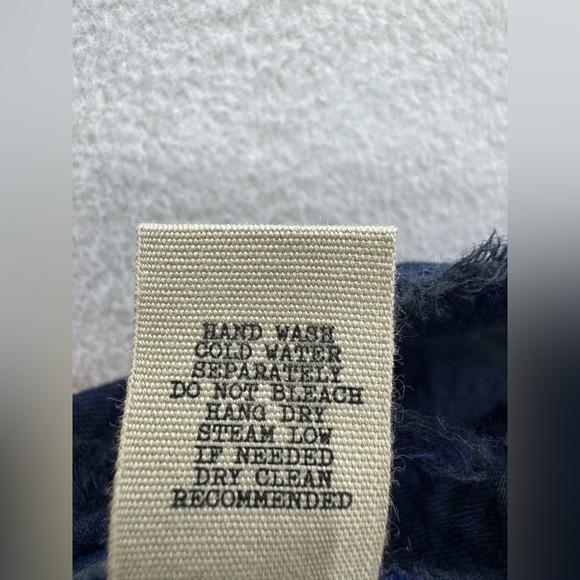 HAND WASH
COLD WATER
SEPARATELY
DO NOT BLEACH
HANG DRY
STEAM LOW
IF NEEDED
DRY CLEAN
RECOMMENDED